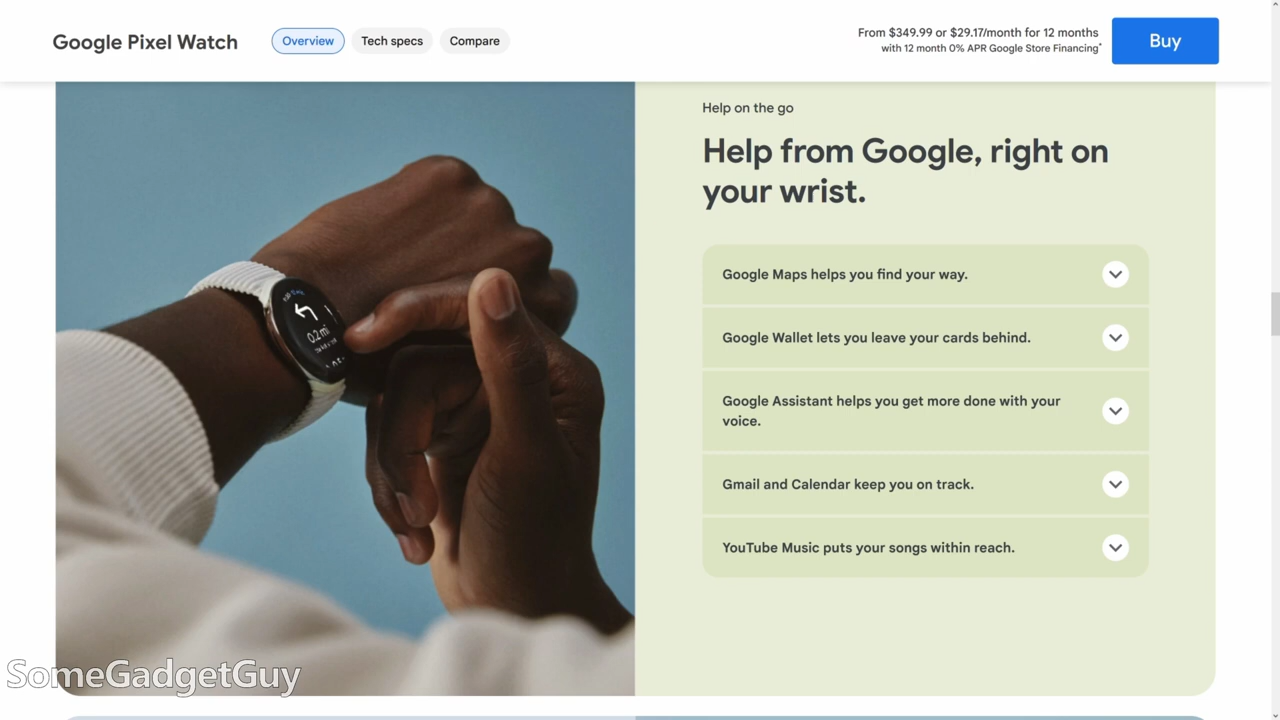 Google Pixel Watch
Overview
Tech specs
Compare
From $349.99 or $29.17/month for 12 months
with 12 month 0% APR Google Store Financing*
Buy
Help on the go
Help from Google, right on
your wrist.
Google Maps helps you find your way.
Google Wallet lets you leave your cards behind.
Google Assistant helps you get more done with your
voice.
Gmail and Calendar keep you on track.
YouTube Music puts your songs within reach.
0.2 mi
SomeGadgetGuy